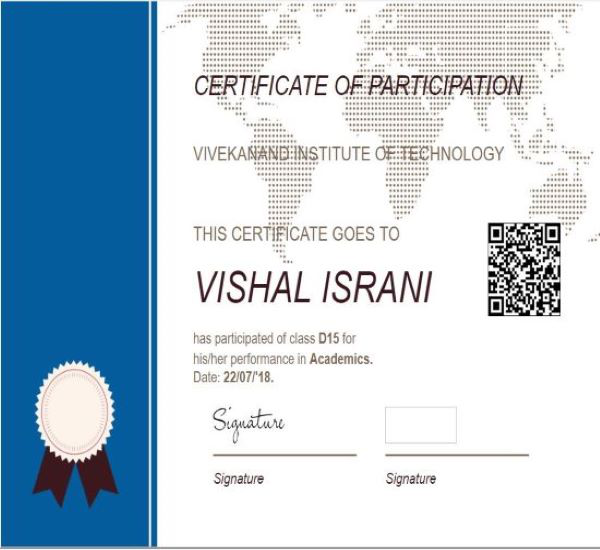 CERTIFICATE OF PARTICIPATION
VIVEKANAND INSTITUTE OF TECHNOLOGY
THIS CERTIFICATE GOES TO
VISHAL ISRANI
has participated of class D15 for
his/her performance in Academics.
Date: 22/07/'18.
Signature
Signature Signature